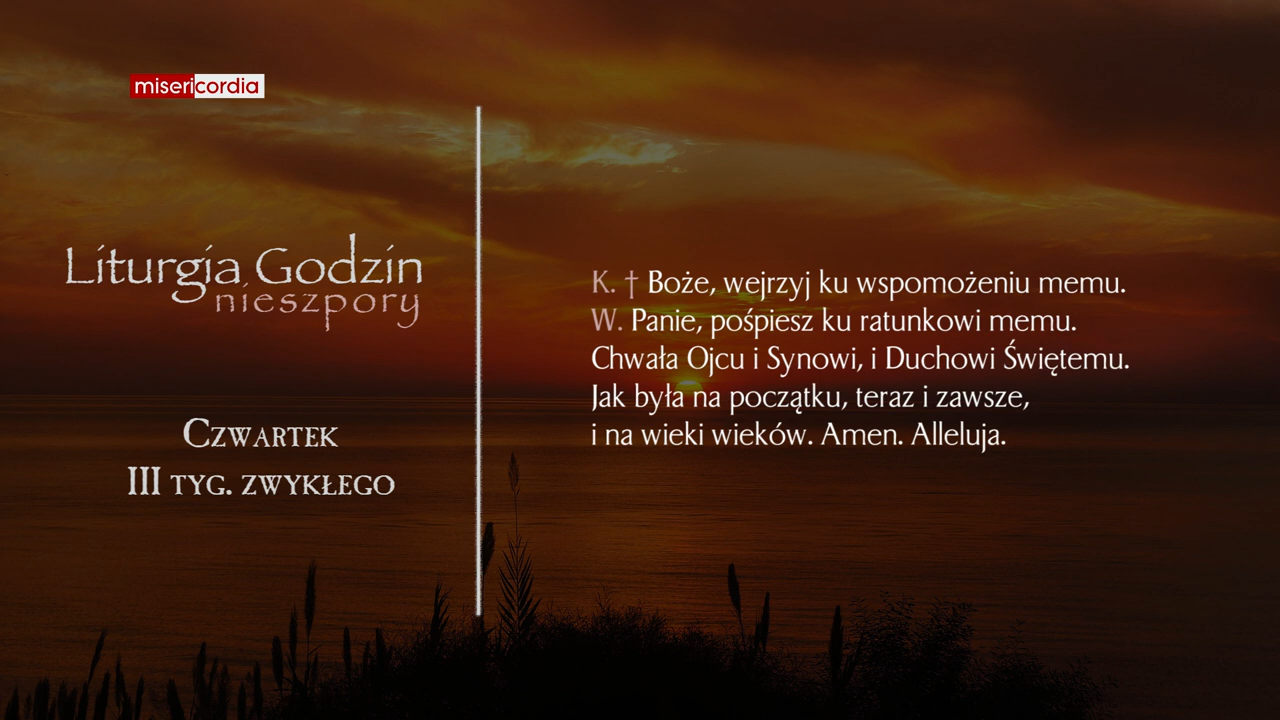 misericordia
Liturgia Godzin
nieszpory
Czwartek
III tyg. zwykłego
K. † Boże, wejrzyj ku wspomożeniu memu.
W. Panie, pośpiesz ku ratunkowi memu.
Chwała Ojcu i Synowi, i Duchowi Świętemu.
Jak była na początku, teraz i zawsze,
i na wieki wieków. Amen. Alleluja.